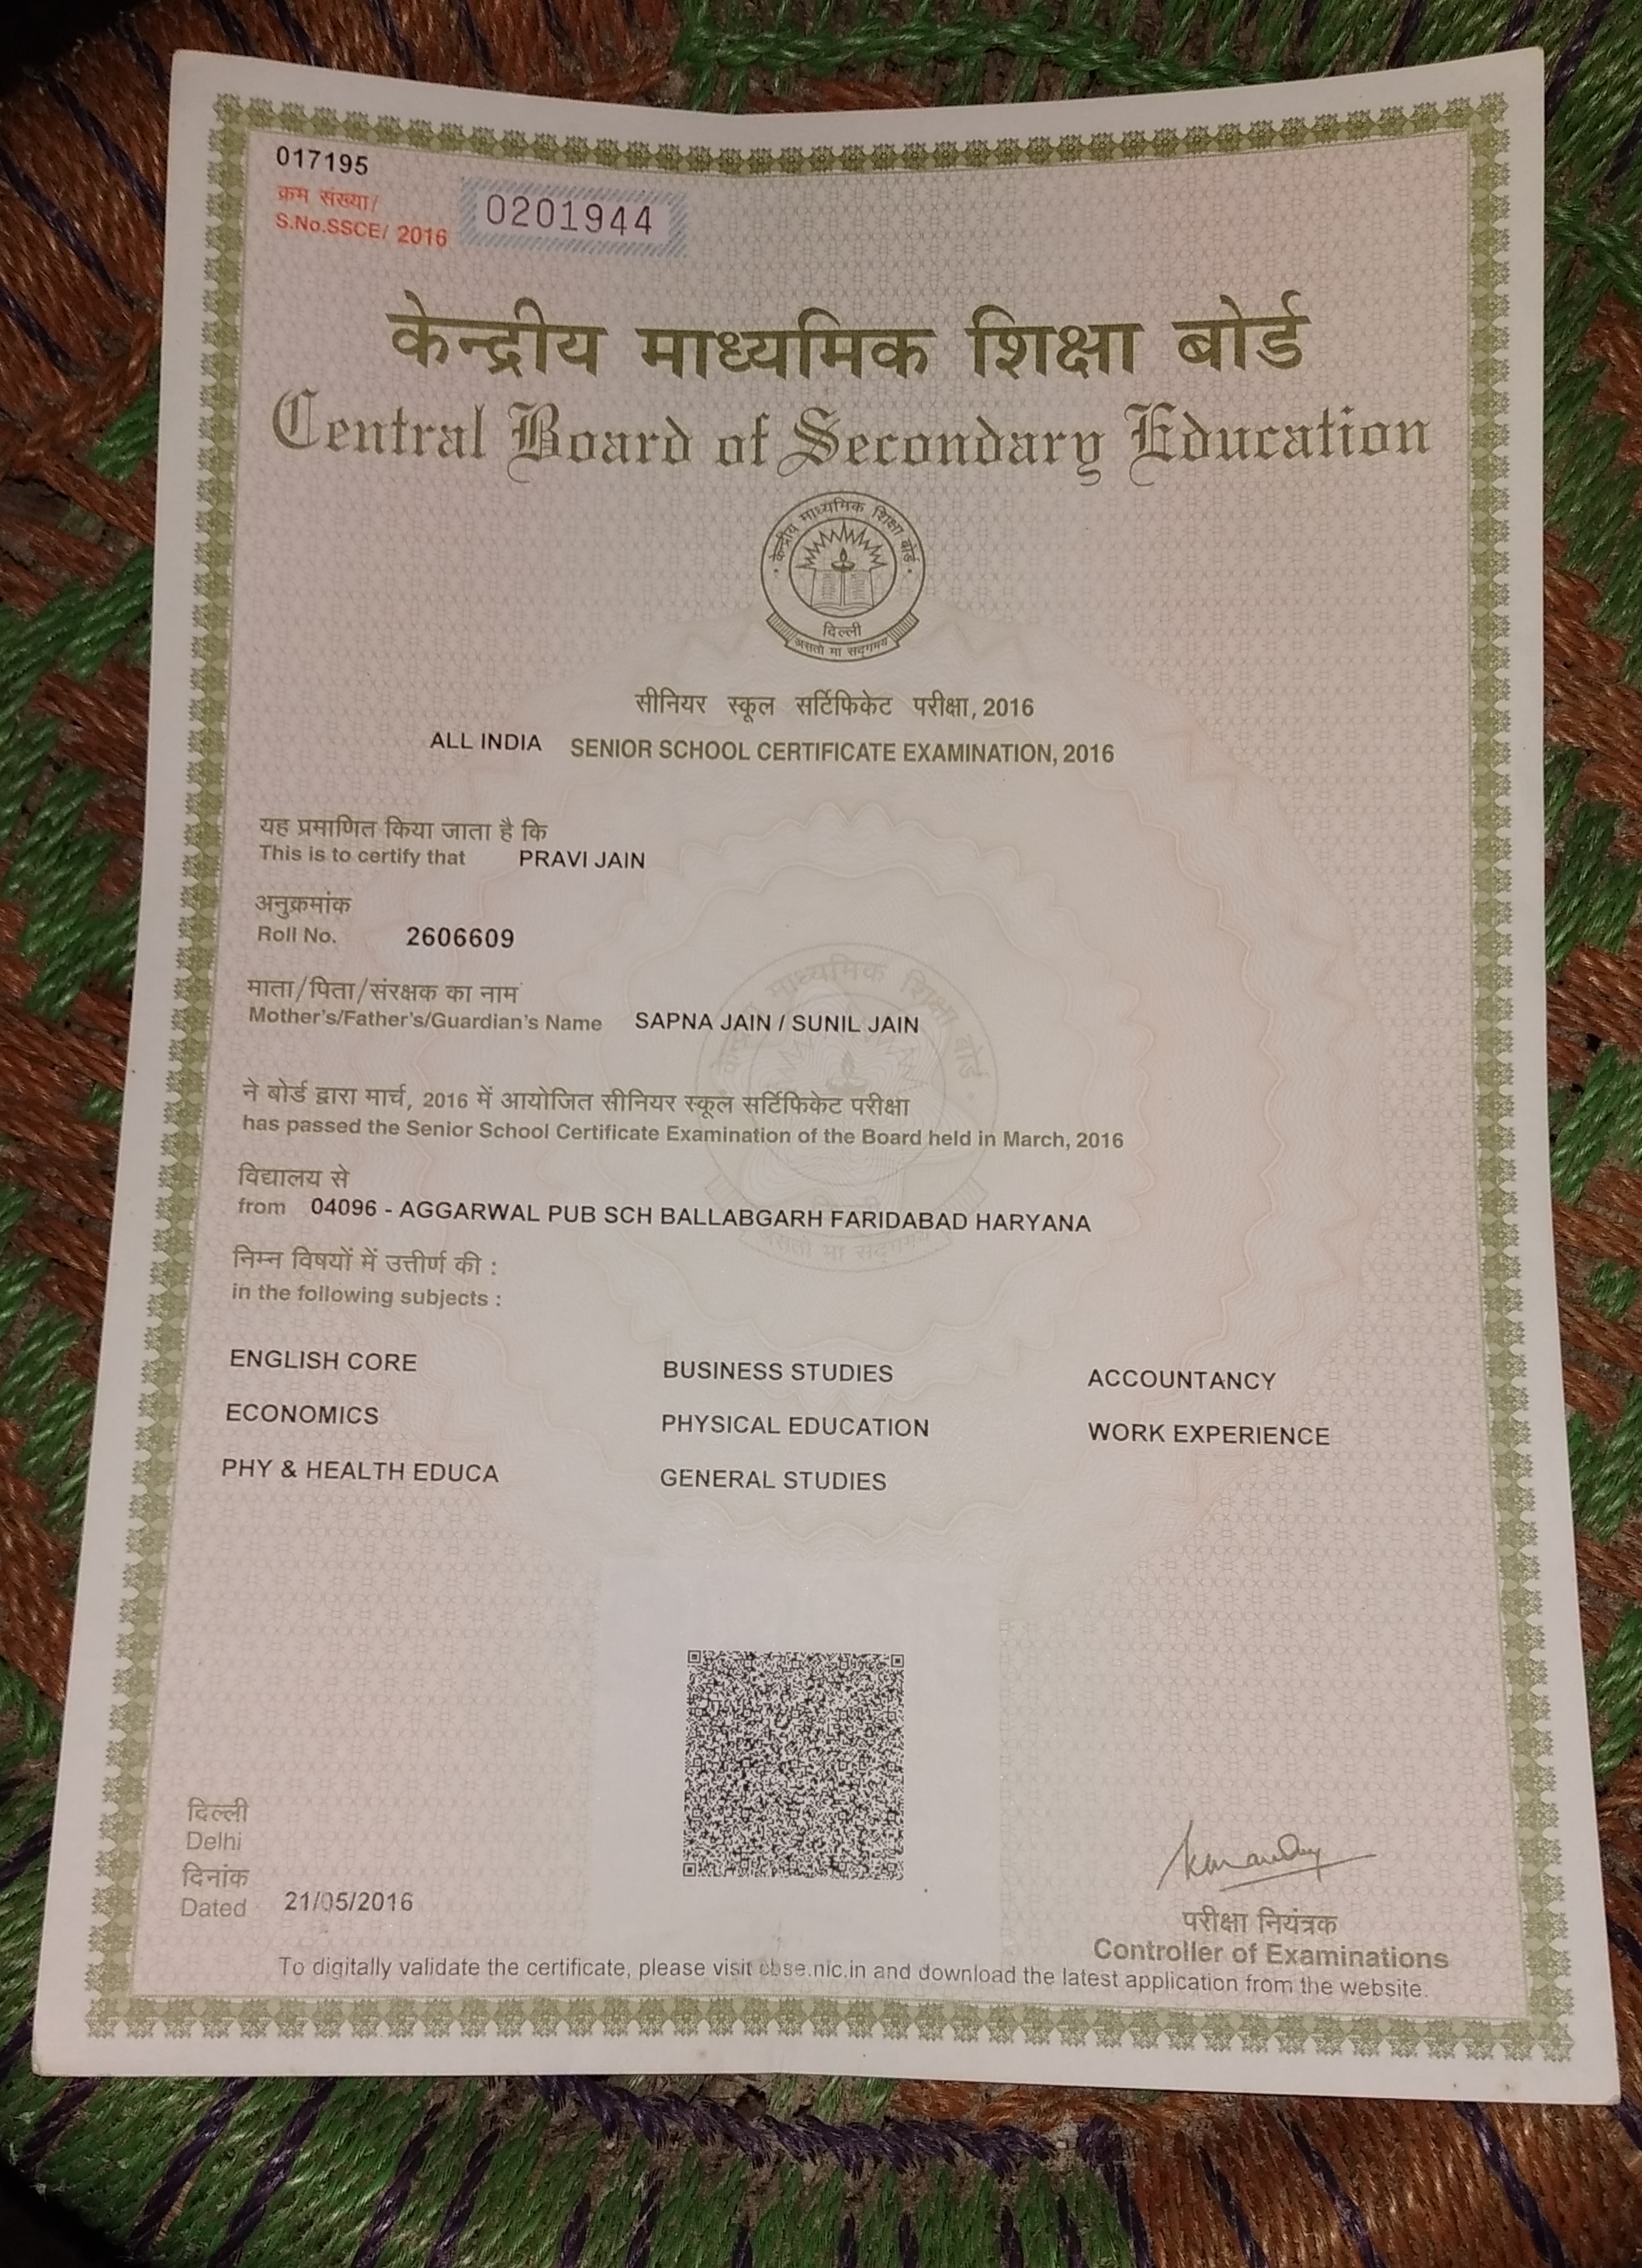 017195
क्रम संख्या/
S.No.SSCE/ 2016
0201944
केन्द्रीय माध्यमिक शिक्षा बोर्ड
Central Board of Secondary Education
केन्द्रीय माध्यमिक शिक्षा बोर्ड
दिल्ली
असतो मा सद्गमय
सीनियर स्कूल सर्टिफिकेट परीक्षा, 2016
ALL INDIA SENIOR SCHOOL CERTIFICATE EXAMINATION, 2016
यह प्रमाणित किया जाता है कि
This is to certify that PRAVI JAIN
अनुक्रमांक
Roll No. 2606609
माता/पिता/संरक्षक का नाम
Mother's/Father's/Guardian's Name SAPNA JAIN / SUNIL JAIN
ने बोर्ड द्वारा मार्च, 2016 में आयोजित सीनियर स्कूल सर्टिफिकेट परीक्षा
has passed the Senior School Certificate Examination of the Board held in March, 2016
विद्यालय से
from 04096 - AGGARWAL PUB SCH BALLABGARH FARIDABAD HARYANA
निम्न विषयों में उत्तीर्ण की :
in the following subjects :
ENGLISH CORE BUSINESS STUDIES ACCOUNTANCY
ECONOMICS PHYSICAL EDUCATION WORK EXPERIENCE
PHY & HEALTH EDUCA GENERAL STUDIES
दिल्ली
Delhi
दिनांक
Dated 21/05/2016
परीक्षा नियंत्रक
Controller of Examinations
To digitally validate the certificate, please visit cbse.nic.in and download the latest application from the website.